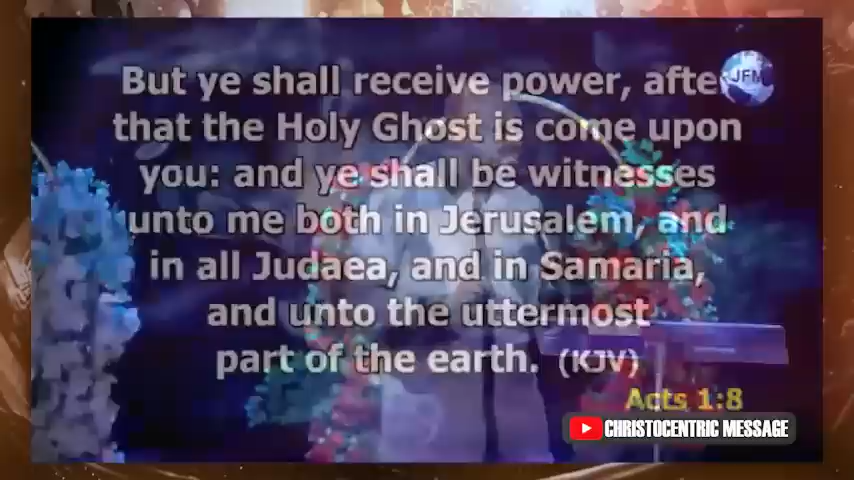 But ye shall receive power, after
that the Holy Ghost is come upon
you: and ye shall be witnesses
unto me both in Jerusalem, and
in all Judaea, and in Samaria,
and unto the uttermost
part of the earth. (KJV)
Acts 1:8
JFM
CHRISTOCENTRIC MESSAGE